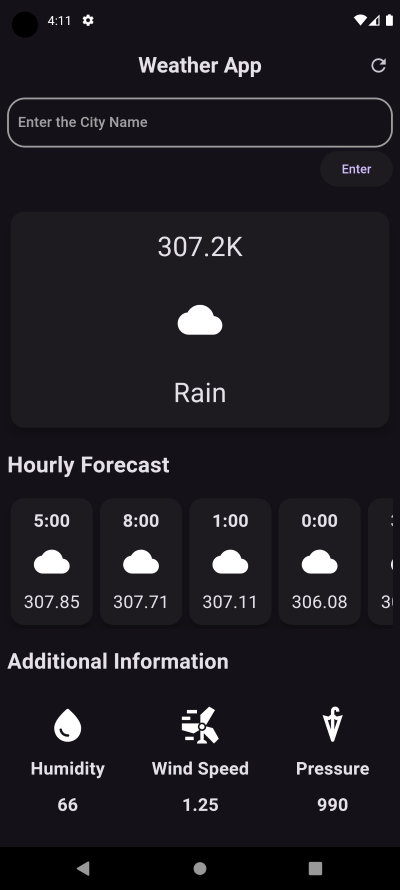 4:11
Weather App
Enter the City Name
Enter
307.2K
Rain
Hourly Forecast
5:00 8:00 1:00 0:00
307.85 307.71 307.11 306.08
Additional Information
Humidity Wind Speed Pressure
66 1.25 990